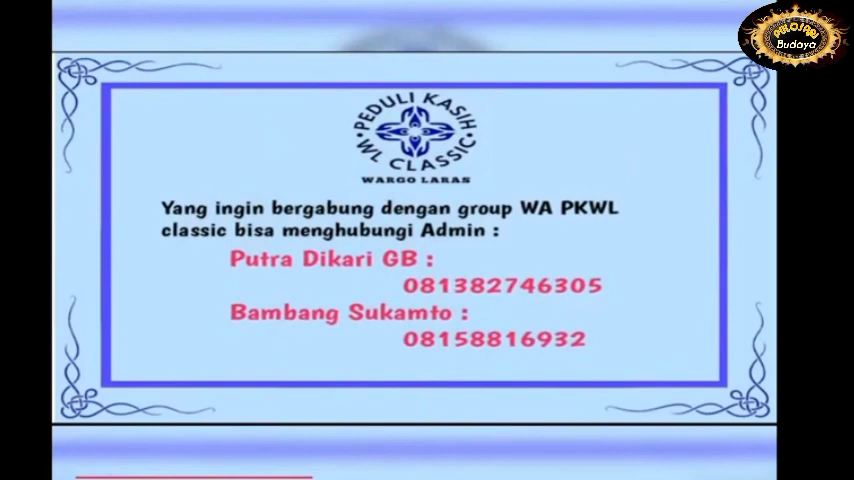 PELOSARI
Budaya
PEDULI KASIH
WL CLASSIC
WARGO LARAS
Yang ingin bergabung dengan group WA PKWL
classic bisa menghubungi Admin :
Putra Dikari GB :
081382746305
Bambang Sukamto :
08158816932